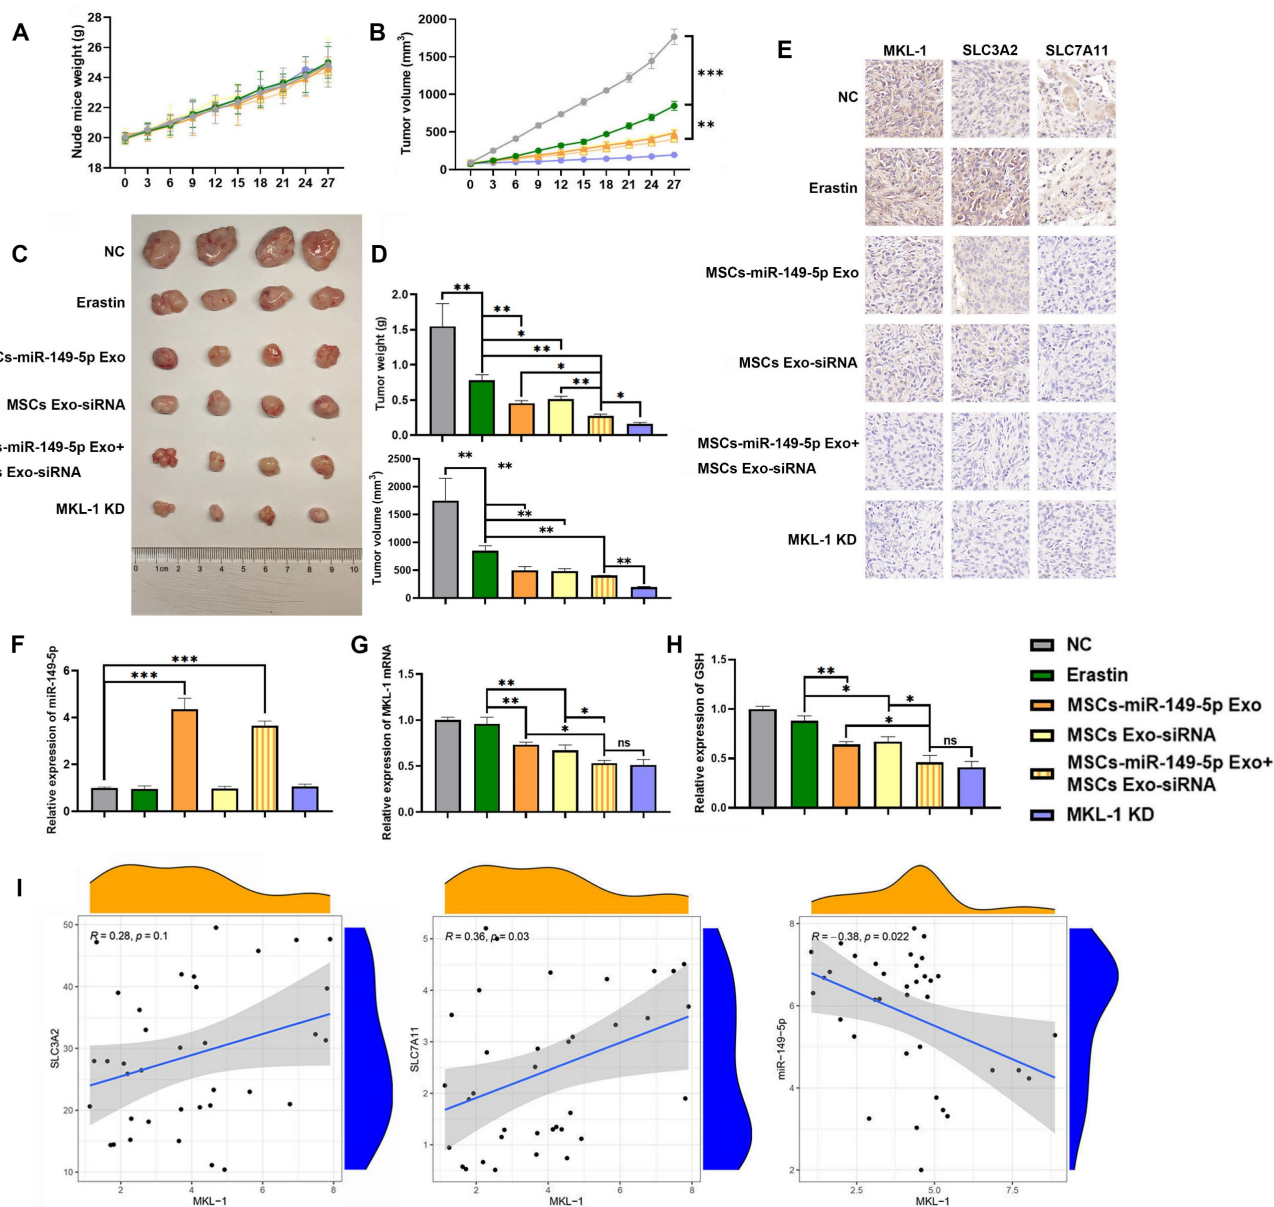 A
Nude mice weight (g)
28
26
24
22
20
18
0 3 6 9 12 15 18 21 24 27
B
Tumor volume (mm³)
2000
1500
1000
500
0
***
**
0 3 6 9 12 15 18 21 24 27
C
NC
Erastin
Cs-miR-149-5p Exo
MSCs Exo-siRNA
s-miR-149-5p Exo+
s Exo-siRNA
MKL-1 KD
0 1cm 2 3 4 5 6 7 8 9 10
D
Tumor weight (g)
2.0
1.5
1.0
0.5
0.0
**
**
*
**
*
**
*
Tumor volume (mm³)
2500
2000
1500
1000
500
0
** **
**
**
**
E
MKL-1 SLC3A2 SLC7A11
NC
Erastin
MSCs-miR-149-5p Exo
MSCs Exo-siRNA
MSCs-miR-149-5p Exo+
MSCs Exo-siRNA
MKL-1 KD
F
Relative expression of miR-149-5p
6
4
2
0
***
***
G
Relative expression of MKL-1 mRNA
1.5
1.0
0.5
0.0
**
**
*
*
ns
H
Relative expression of GSH
1.5
1.0
0.5
0.0
**
*
*
*
ns
NC
Erastin
MSCs-miR-149-5p Exo
MSCs Exo-siRNA
MSCs-miR-149-5p Exo+
MSCs Exo-siRNA
MKL-1 KD
I
R = 0.28, p = 0.1
SLC3A2
50
40
30
20
10
2 4 6 8
MKL−1
R = 0.36, p = 0.03
SLC7A11
5
4
3
2
1
2 4 6 8
MKL−1
R = −0.38, p = 0.022
miR−149−5p
8
6
4
2
2.5 5.0 7.5
MKL−1